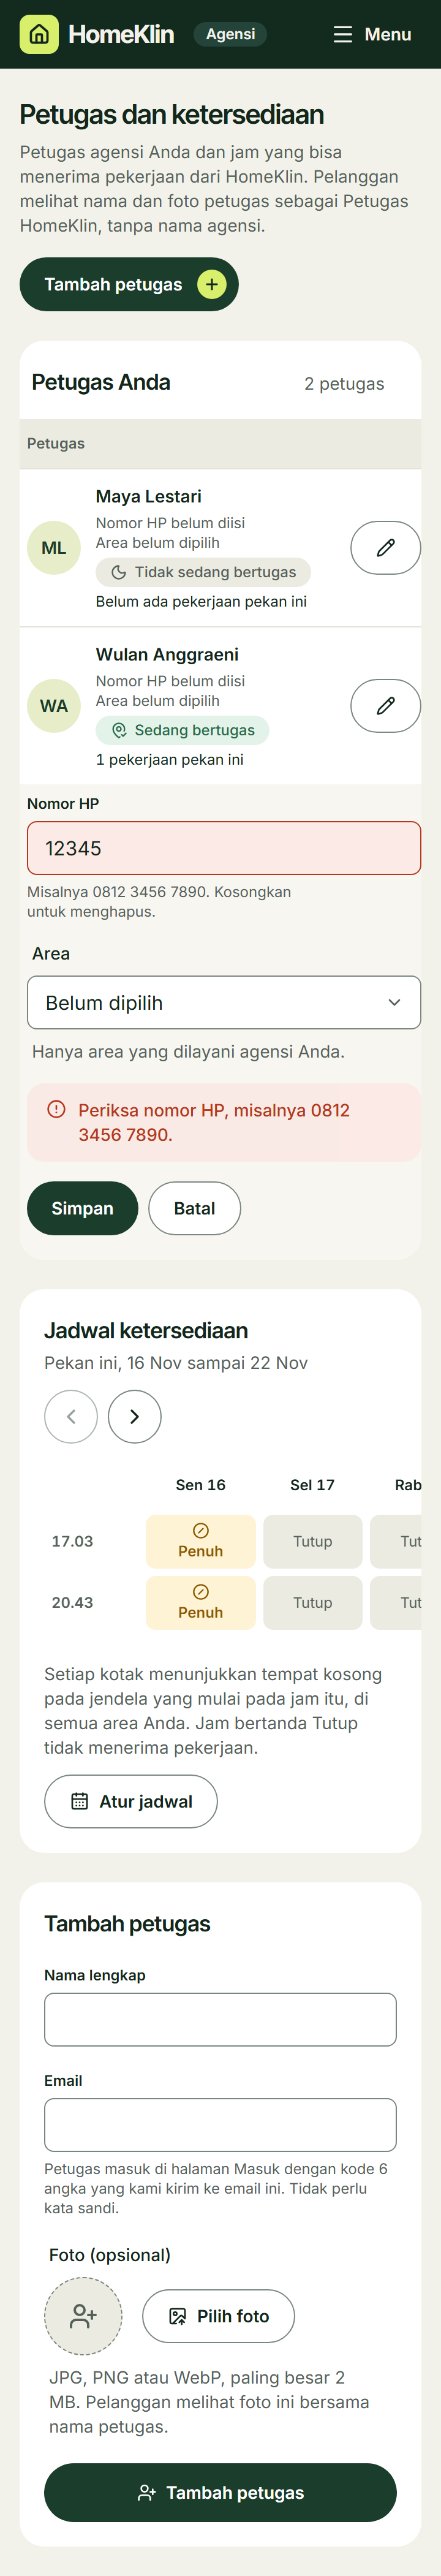 HomeKlin
Agensi
Menu
Petugas dan ketersediaan
Petugas agensi Anda dan jam yang bisa
menerima pekerjaan dari HomeKlin. Pelanggan
melihat nama dan foto petugas sebagai Petugas
HomeKlin, tanpa nama agensi.
Tambah petugas
Petugas Anda
2 petugas
Petugas
ML
Maya Lestari
Nomor HP belum diisi
Area belum dipilih
Tidak sedang bertugas
Belum ada pekerjaan pekan ini
WA
Wulan Anggraeni
Nomor HP belum diisi
Area belum dipilih
Sedang bertugas
1 pekerjaan pekan ini
Nomor HP
12345
Misalnya 0812 3456 7890. Kosongkan
untuk menghapus.
Area
Belum dipilih
Hanya area yang dilayani agensi Anda.
Periksa nomor HP, misalnya 0812
3456 7890.
Simpan
Batal
Jadwal ketersediaan
Pekan ini, 16 Nov sampai 22 Nov
Sen 16
Sel 17
Rab
17.03
Penuh
Tutup
Tut
20.43
Penuh
Tutup
Tut
Setiap kotak menunjukkan tempat kosong
pada jendela yang mulai pada jam itu, di
semua area Anda. Jam bertanda Tutup
tidak menerima pekerjaan.
Atur jadwal
Tambah petugas
Nama lengkap
Email
Petugas masuk di halaman Masuk dengan kode 6
angka yang kami kirim ke email ini. Tidak perlu
kata sandi.
Foto (opsional)
Pilih foto
JPG, PNG atau WebP, paling besar 2
MB. Pelanggan melihat foto ini bersama
nama petugas.
Tambah petugas